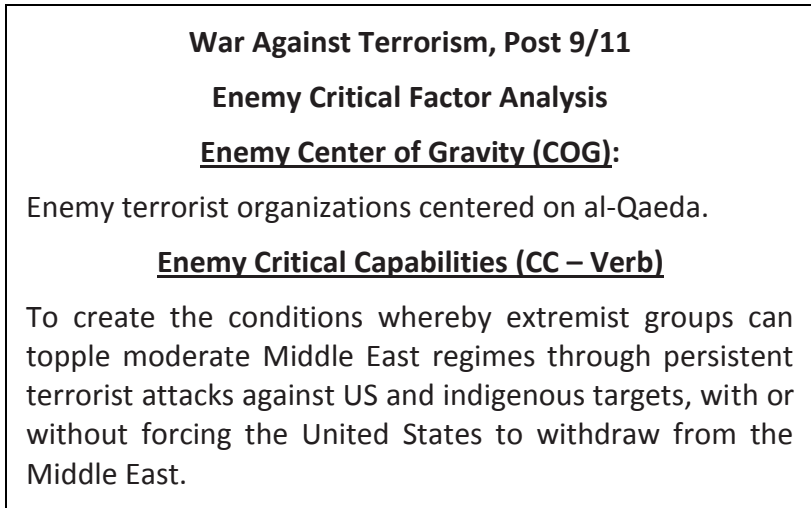 War Against Terrorism, Post 9/11
Enemy Critical Factor Analysis
Enemy Center of Gravity (COG):
Enemy terrorist organizations centered on al-Qaeda.
Enemy Critical Capabilities (CC – Verb)
To create the conditions whereby extremist groups can
topple moderate Middle East regimes through persistent
terrorist attacks against US and indigenous targets, with or
without forcing the United States to withdraw from the
Middle East.